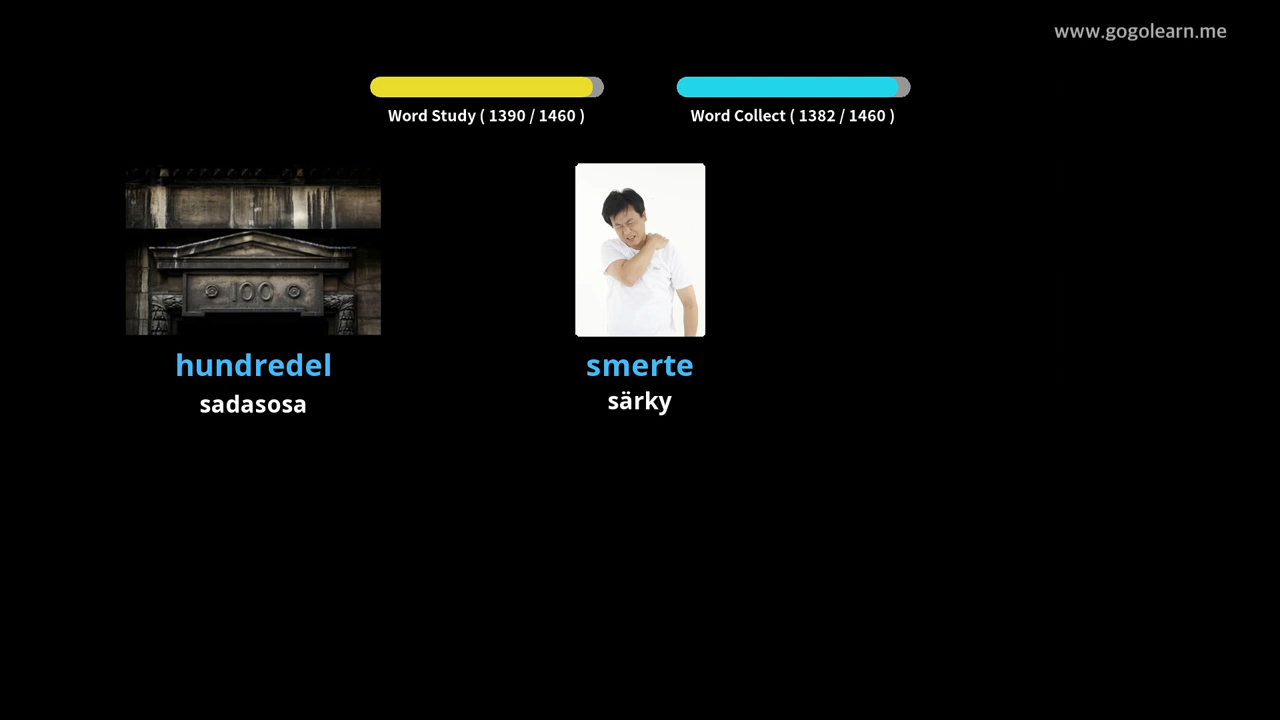 www.gogolearn.me
Word Study ( 1390 / 1460 )
Word Collect ( 1382 / 1460 )
100
hundredel
sadasosa
smerte
särky